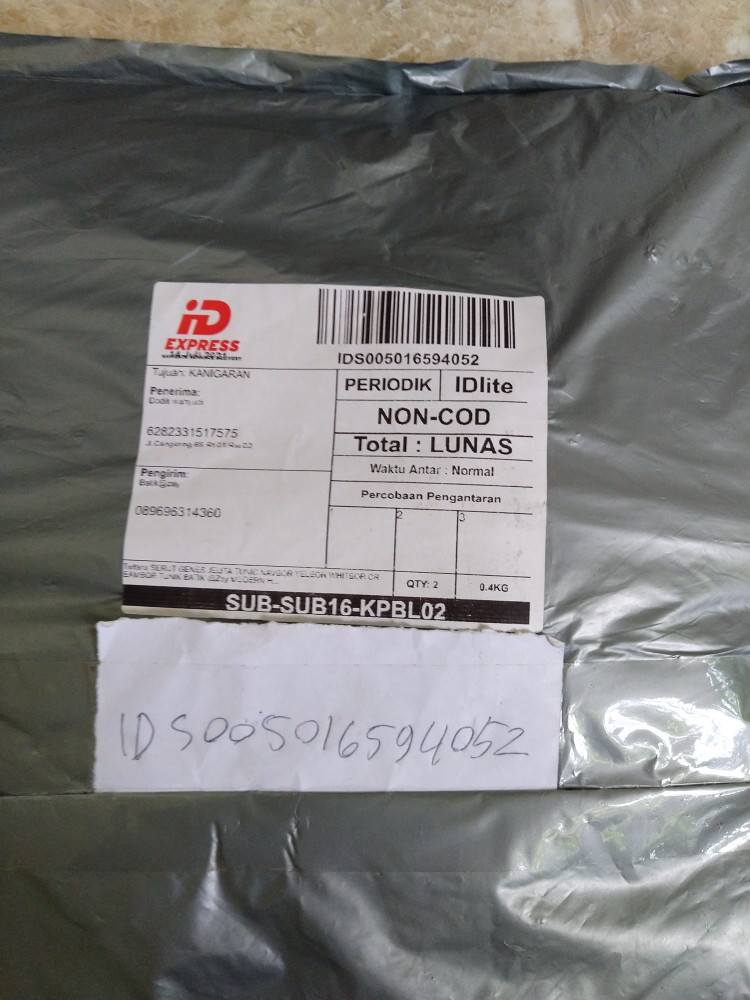 iD
EXPRESS
IDS005016594052
Tujuan: KANIGARAN
PERIODIK
IDlite
Penerima:
NON-COD
6282331517575
Total : LUNAS
Waktu Antar : Normal
Pengirim:
Percobaan Pengantaran
089696314360
1
2
3
QTY: 2
0.4KG
SUB-SUB16-KPBL02
IDS005016594052